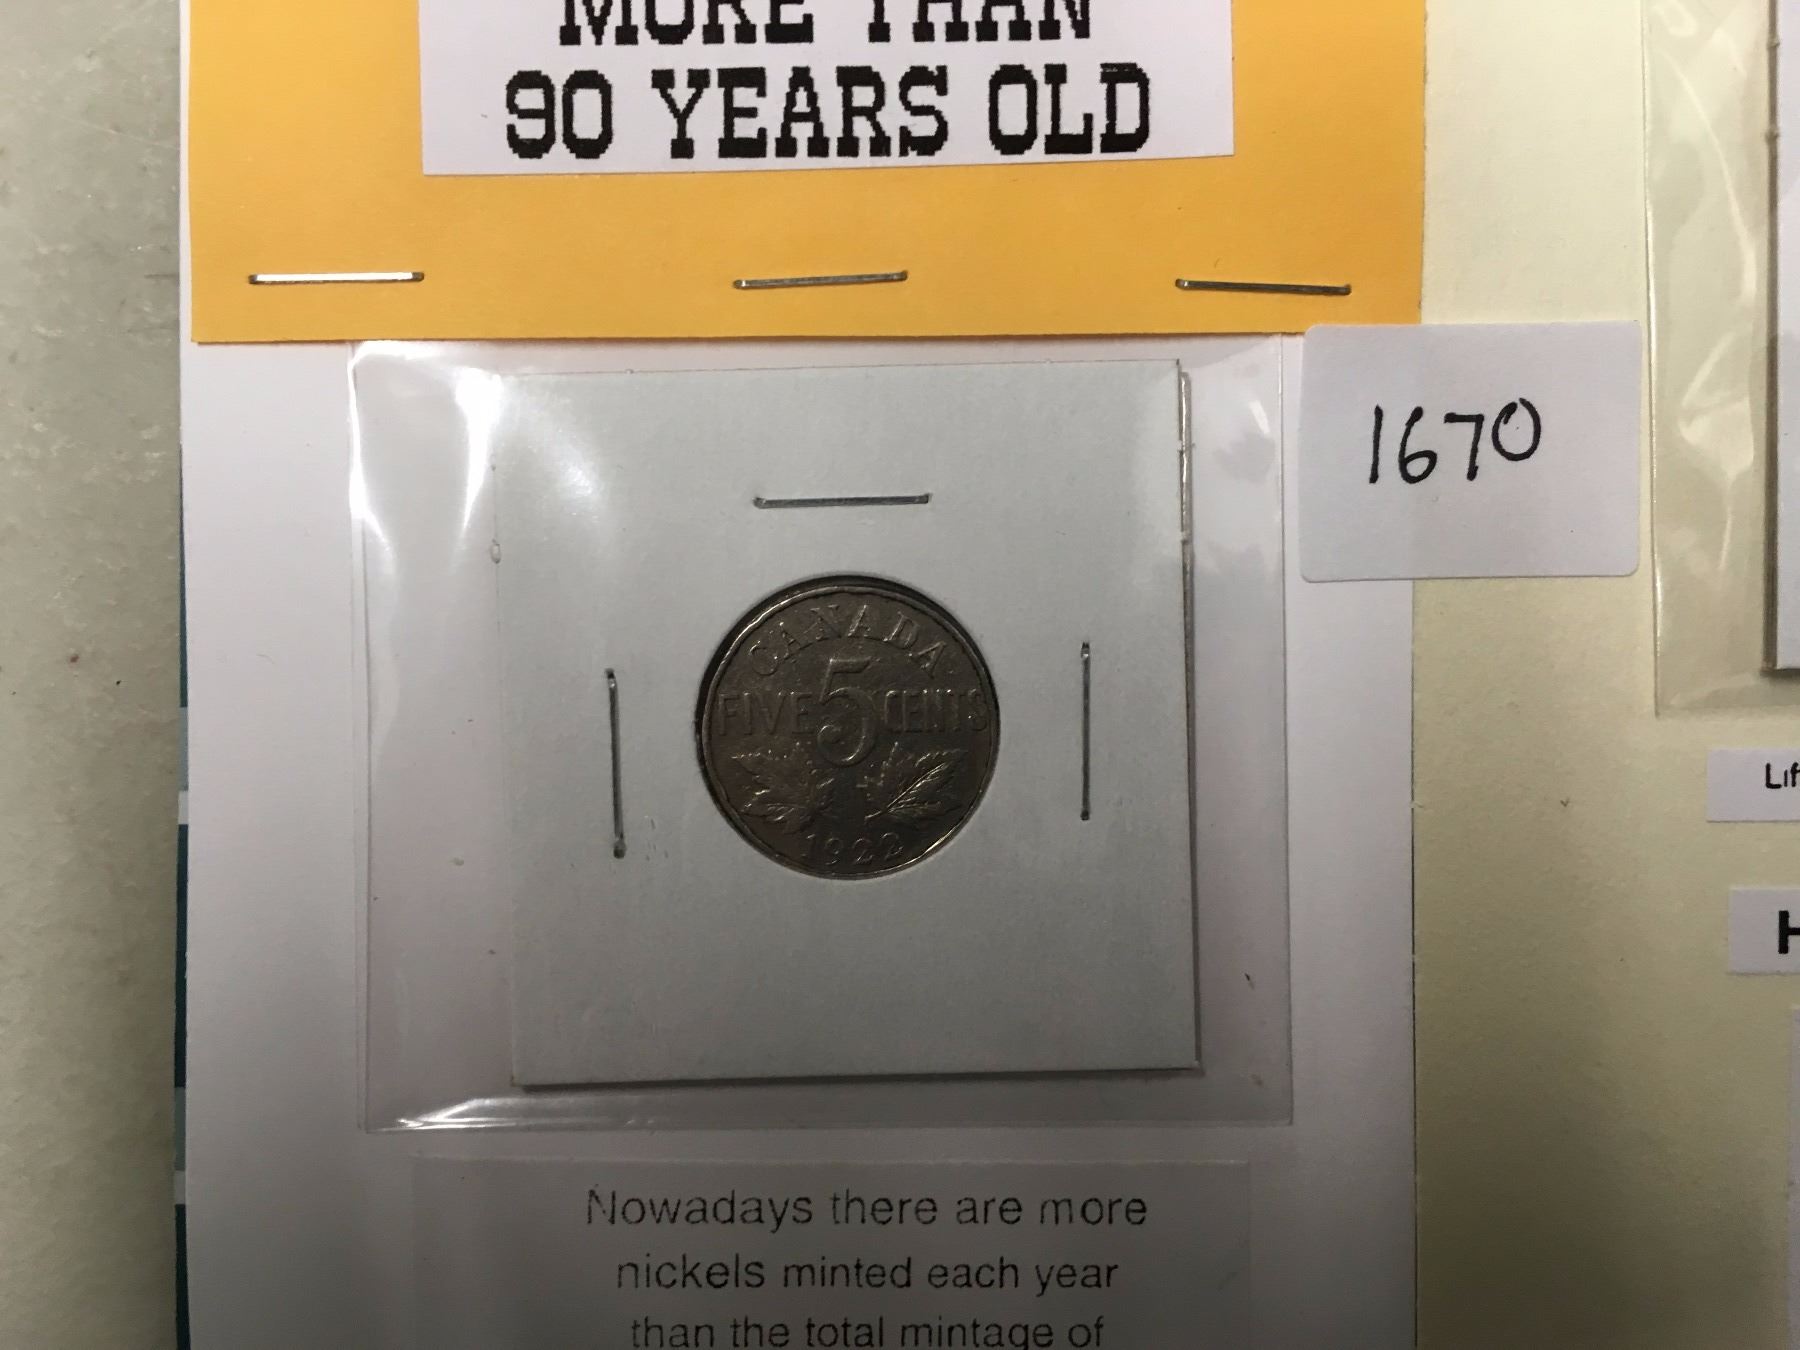 MORE THAN
90 YEARS OLD
1670
CANADA
FIVE 5 CENTS
1922
Nowadays there are more
nickels minted each year
than the total mintage of